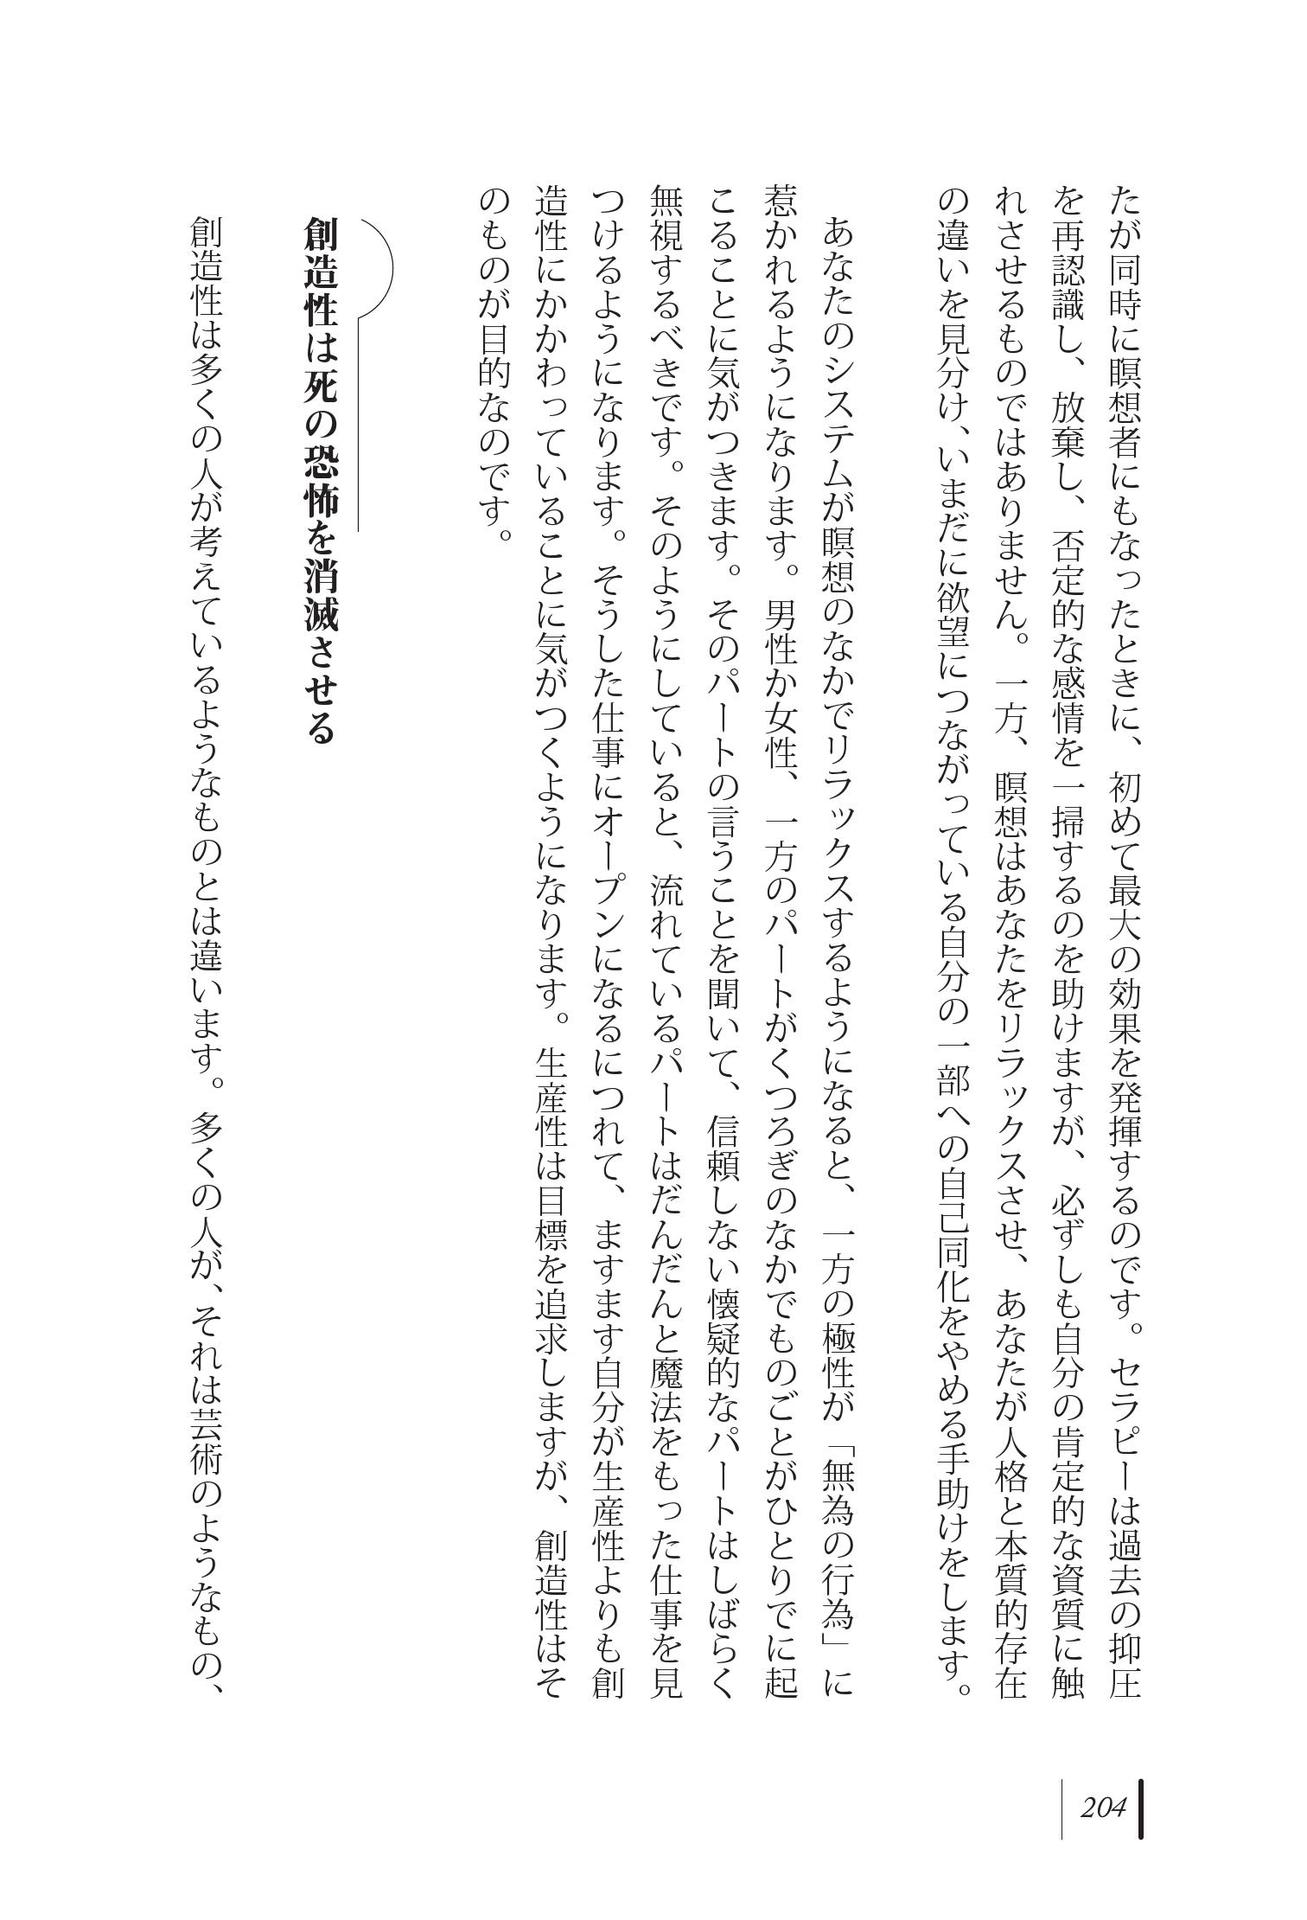 たが同時に瞑想者にもなったときに、初めて最大の効果を発揮するのです。セラピーは過去の抑圧
を再認識し、放棄し、否定的な感情を一掃するのを助けますが、必ずしも自分の肯定的な資質に触
れさせるものではありません。一方、瞑想はあなたをリラックスさせ、あなたが人格と本質的存在
の違いを見分け、いまだに欲望につながっている自分の一部への自己同化をやめる手助けをします。
あなたのシステムが瞑想のなかでリラックスするようになると、一方の極性が「無為の行為」に
惹かれるようになります。男性か女性、一方のパートがくつろぎのなかでものごとがひとりでに起
こることに気がつきます。そのパートの言うことを聞いて、信頼しない懐疑的なパートはしばらく
無視するべきです。そのようにしていると、流れているパートはだんだんと魔法をもった仕事を見
つけるようになります。そうした仕事にオープンになるにつれて、ますます自分が生産性よりも創
造性にかかわっていることに気がつくようになります。生産性は目標を追求しますが、創造性はそ
のものが目的なのです。
創造性は死の恐怖を消滅させる
創造性は多くの人が考えているようなものとは違います。多くの人が、それは芸術のようなもの、
204